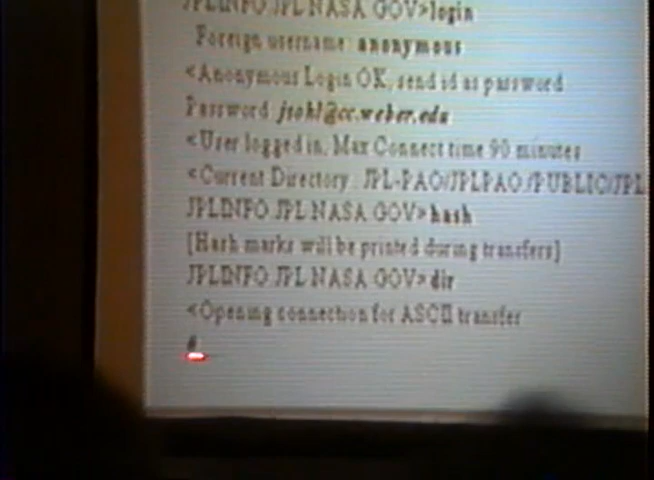 JPLINFO.JPL.NASA.GOV>login
Foreign username: anonymous
<Anonymous Login OK, send id as password
Password: jsohl@cc.weber.edu
<User logged in, Max Connect time 90 minutes
<Current Directory: JPL-PAO/JPLPAO/PUBLIC/JPL
JPLINFO.JPL.NASA.GOV>hash
[Hash marks will be printed during transfers]
JPLINFO.JPL.NASA.GOV>dir
<Opening connection for ASCII transfer
#